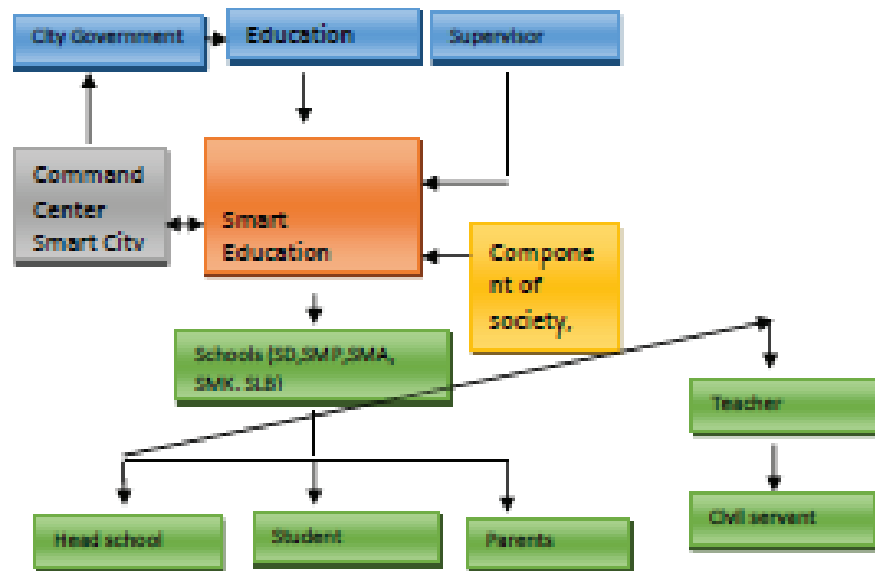 City Government
Education
Supervisor
Command
Center
Smart City
Smart
Education
Compone
nt of
society,
Schools (SD,SMP,SMA,
SMK. SLB)
Teacher
Head school
Student
Parents
Civil servant